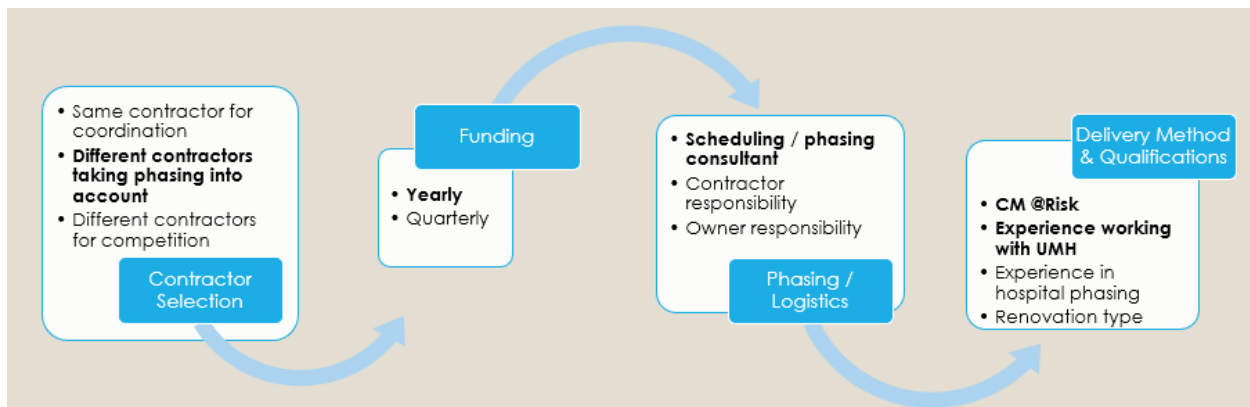 • Same contractor for
coordination
• Different contractors
taking phasing into
account
• Different contractors
for competition
Contractor
Selection
Funding
• Yearly
• Quarterly
• Scheduling / phasing
consultant
• Contractor
responsibility
• Owner responsibility
Phasing /
Logistics
Delivery Method
& Qualifications
• CM @Risk
• Experience working
with UMH
• Experience in
hospital phasing
• Renovation type